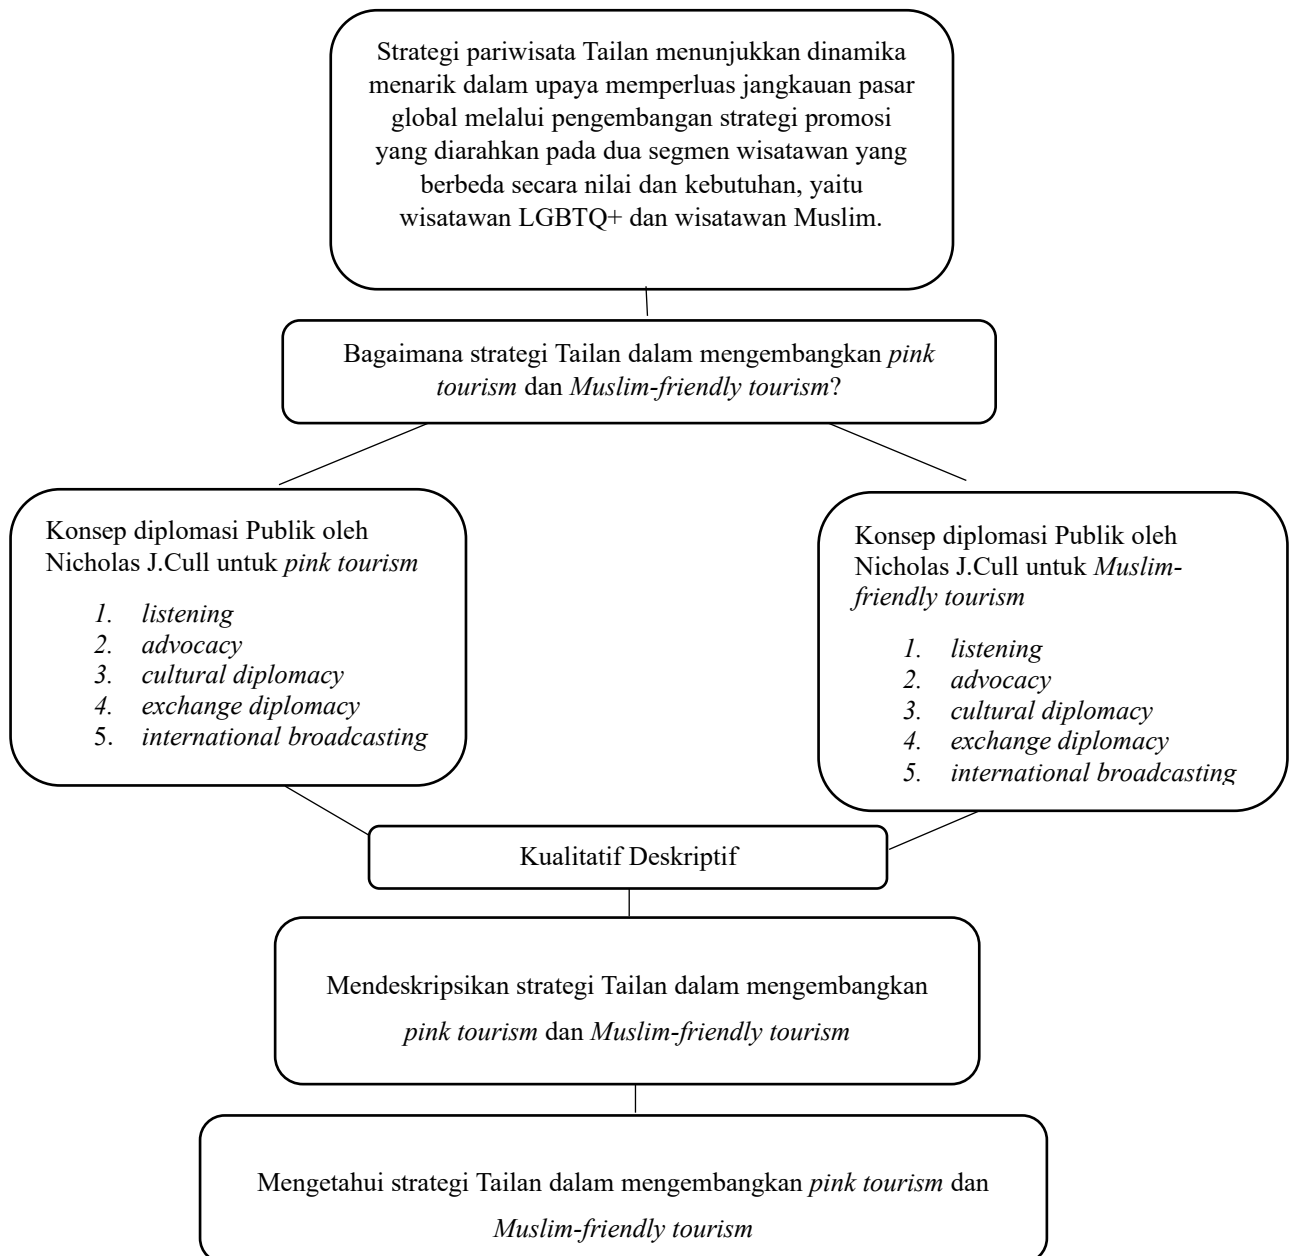 Strategi pariwisata Tailan menunjukkan dinamika
menarik dalam upaya memperluas jangkauan pasar
global melalui pengembangan strategi promosi
yang diarahkan pada dua segmen wisatawan yang
berbeda secara nilai dan kebutuhan, yaitu
wisatawan LGBTQ+ dan wisatawan Muslim.
Bagaimana strategi Tailan dalam mengembangkan pink
tourism dan Muslim-friendly tourism?
Konsep diplomasi Publik oleh
Nicholas J.Cull untuk pink tourism
1. listening
2. advocacy
3. cultural diplomacy
4. exchange diplomacy
5. international broadcasting
Konsep diplomasi Publik oleh
Nicholas J.Cull untuk Muslim-
friendly tourism
1. listening
2. advocacy
3. cultural diplomacy
4. exchange diplomacy
5. international broadcasting
Kualitatif Deskriptif
Mendeskripsikan strategi Tailan dalam mengembangkan
pink tourism dan Muslim-friendly tourism
Mengetahui strategi Tailan dalam mengembangkan pink tourism dan
Muslim-friendly tourism